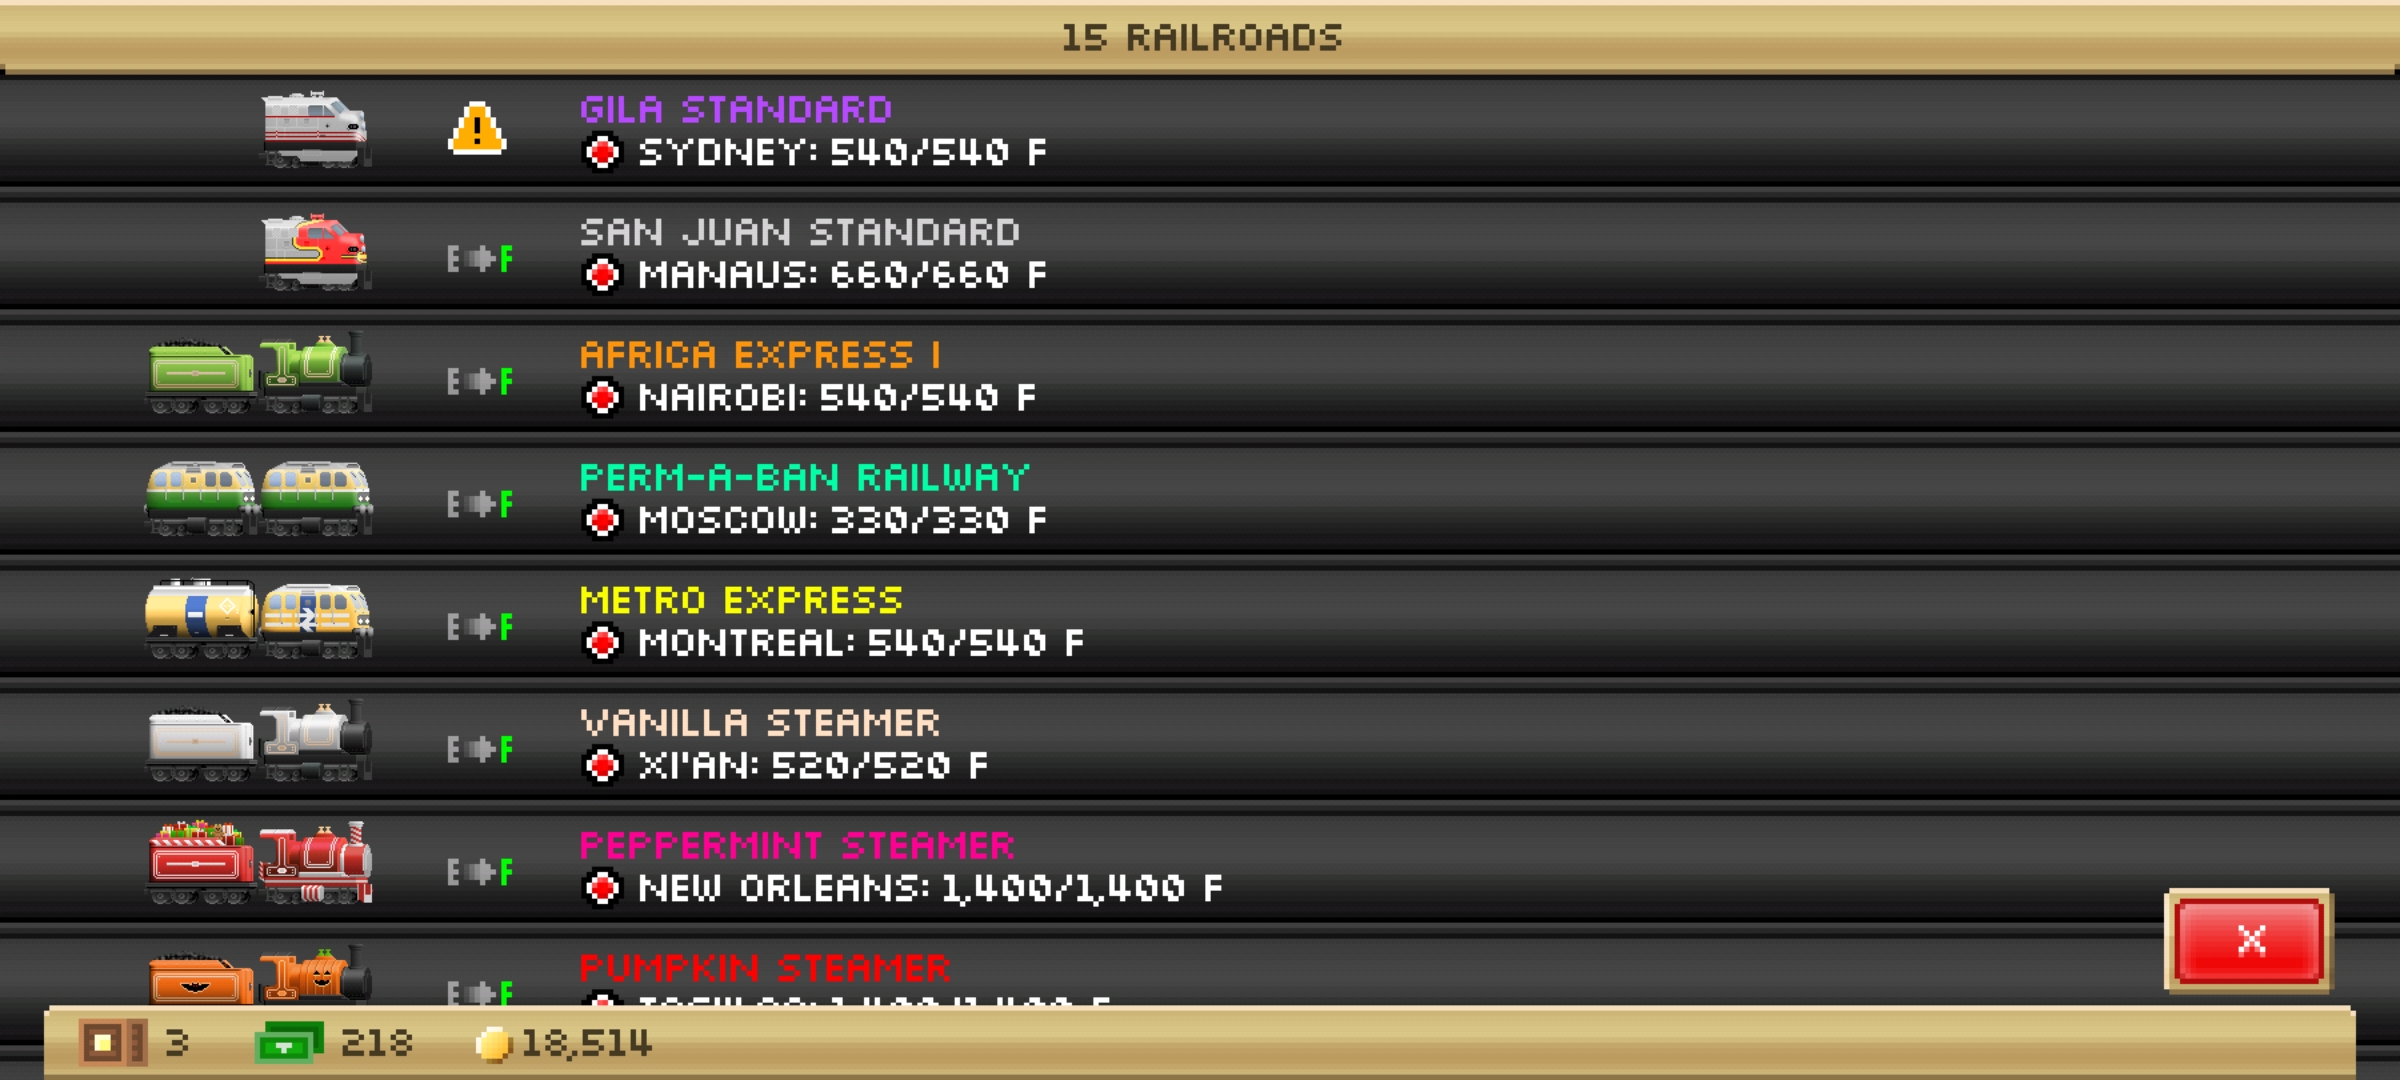 15 RAILROADS
GILA STANDARD
SYDNEY: 540/540 F
SAN JUAN STANDARD
E F
MANAUS: 660/660 F
AFRICA EXPRESS I
E F
NAIROBI: 540/540 F
PERM-A-BAN RAILWAY
E F
MOSCOW: 330/330 F
METRO EXPRESS
E F
MONTREAL: 540/540 F
VANILLA STEAMER
E F
XI'AN: 520/520 F
PEPPERMINT STEAMER
E F
NEW ORLEANS: 1,400/1,400 F
PUMPKIN STEAMER
E F
X
3 218 18,514